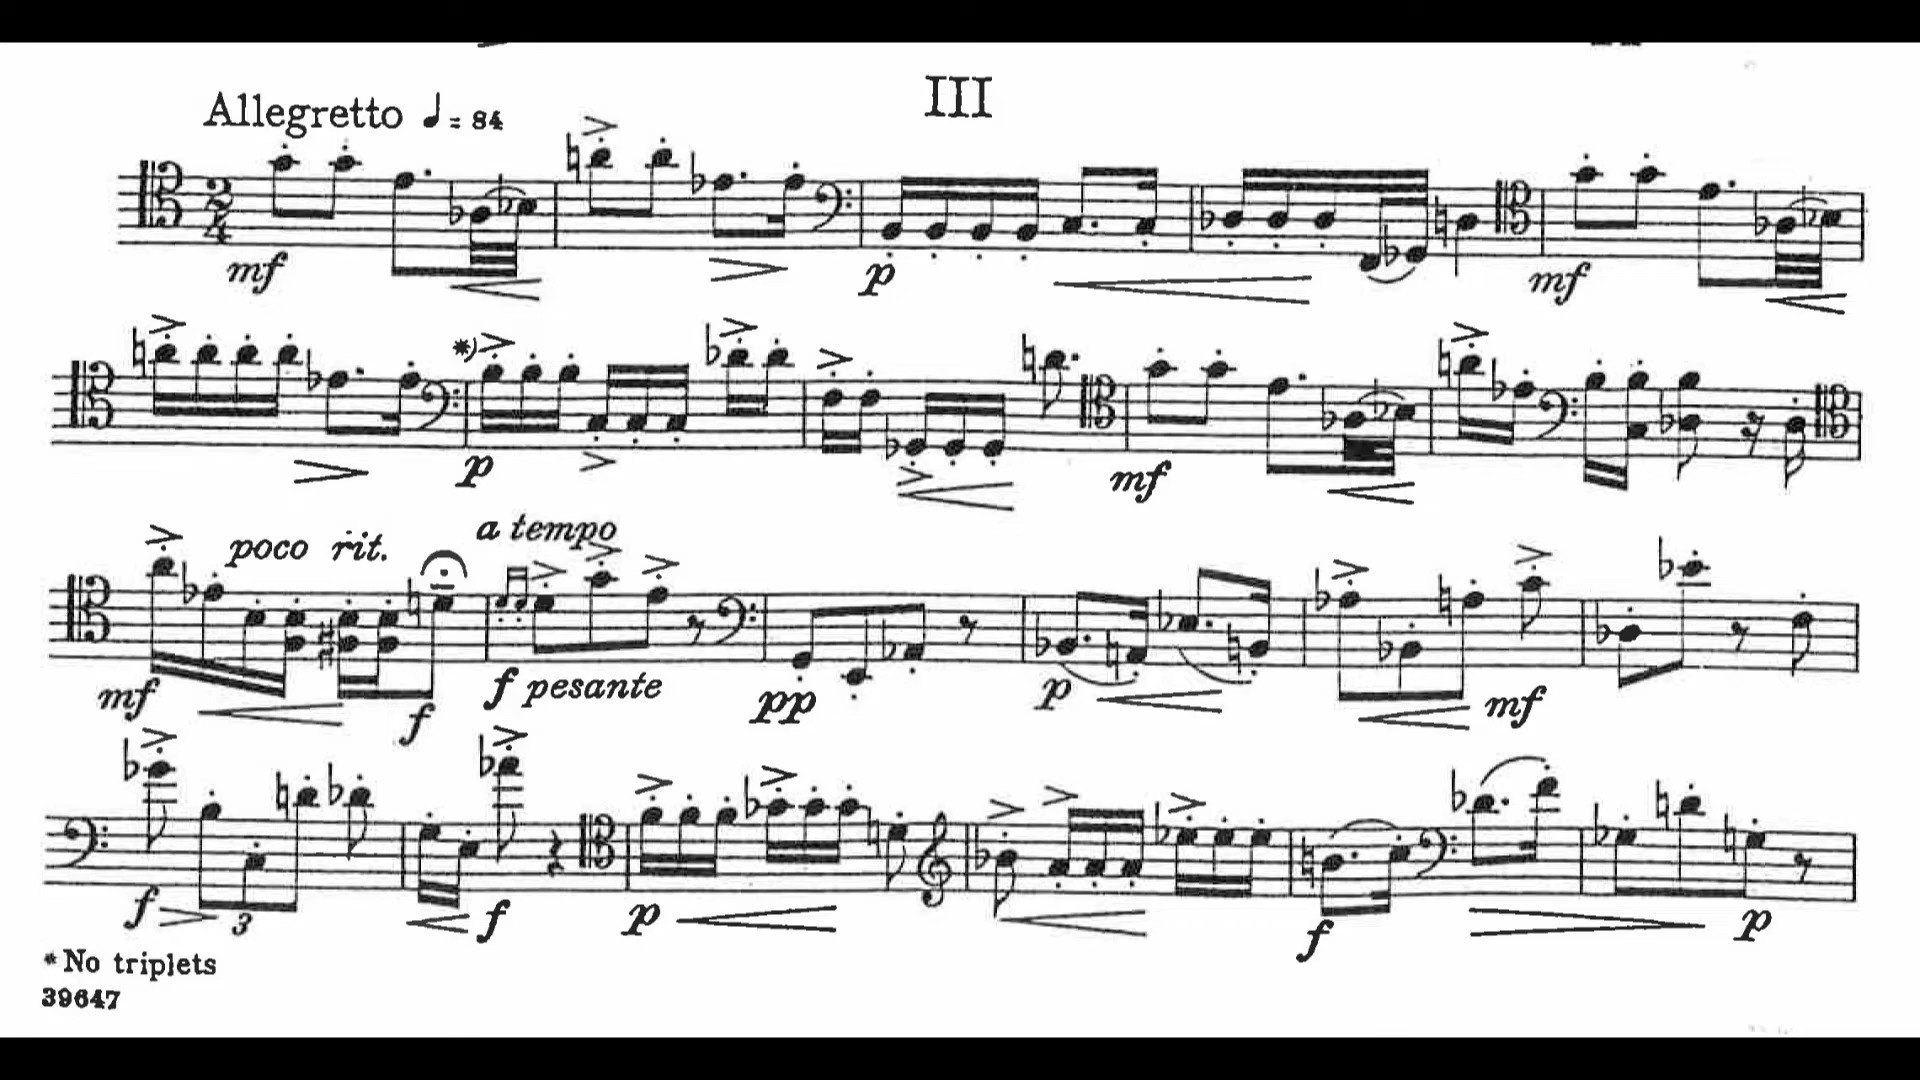 III
Allegretto ♩ = 84
mf p mf
*)
p mf
poco rit. a tempo
mf f f pesante pp p mf
f 3 f p f p
* No triplets
39647